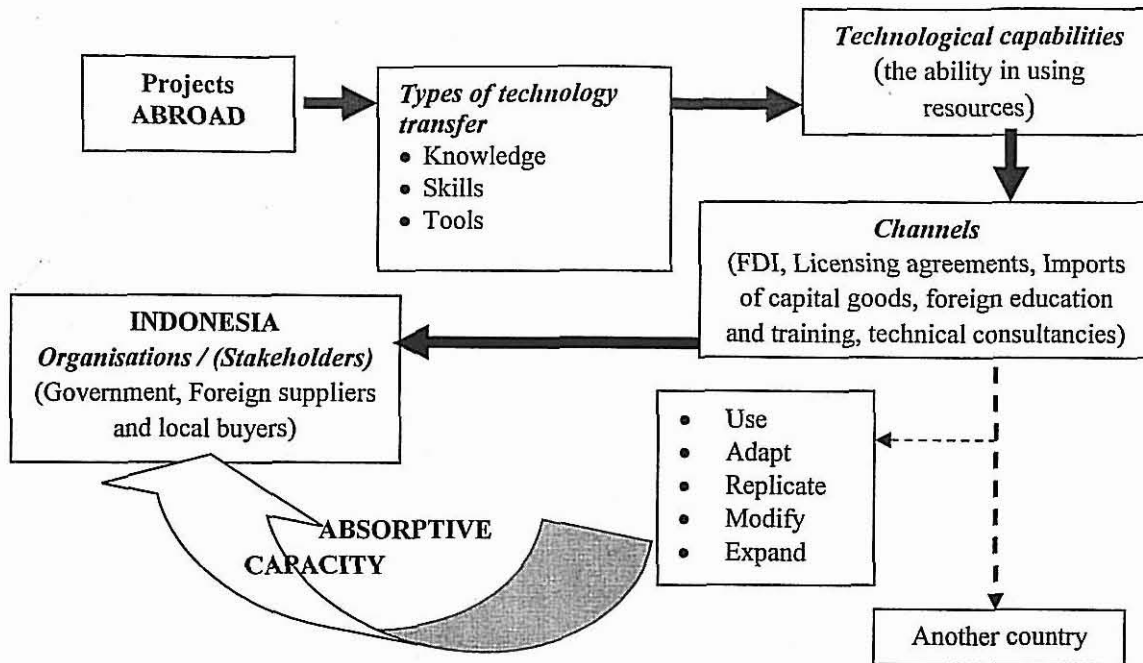 Projects
ABROAD
Types of technology
transfer
• Knowledge
• Skills
• Tools
Technological capabilities
(the ability in using
resources)
Channels
(FDI, Licensing agreements, Imports
of capital goods, foreign education
and training, technical consultancies)
INDONESIA
Organisations / (Stakeholders)
(Government, Foreign suppliers
and local buyers)
• Use
• Adapt
• Replicate
• Modify
• Expand
ABSORPTIVE
CAPACITY
Another country